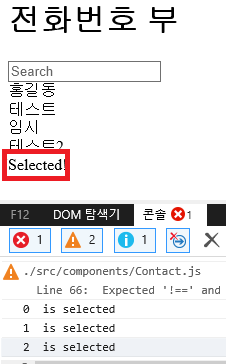 전화번호 부
Search
홍길동
테스트
임시
테스트2
Selected!
F12 DOM 탐색기 콘솔 1
1 2 1
./src/components/Contact.js
Line 66: Expected '!==' and
0 is selected
1 is selected
2 is selected